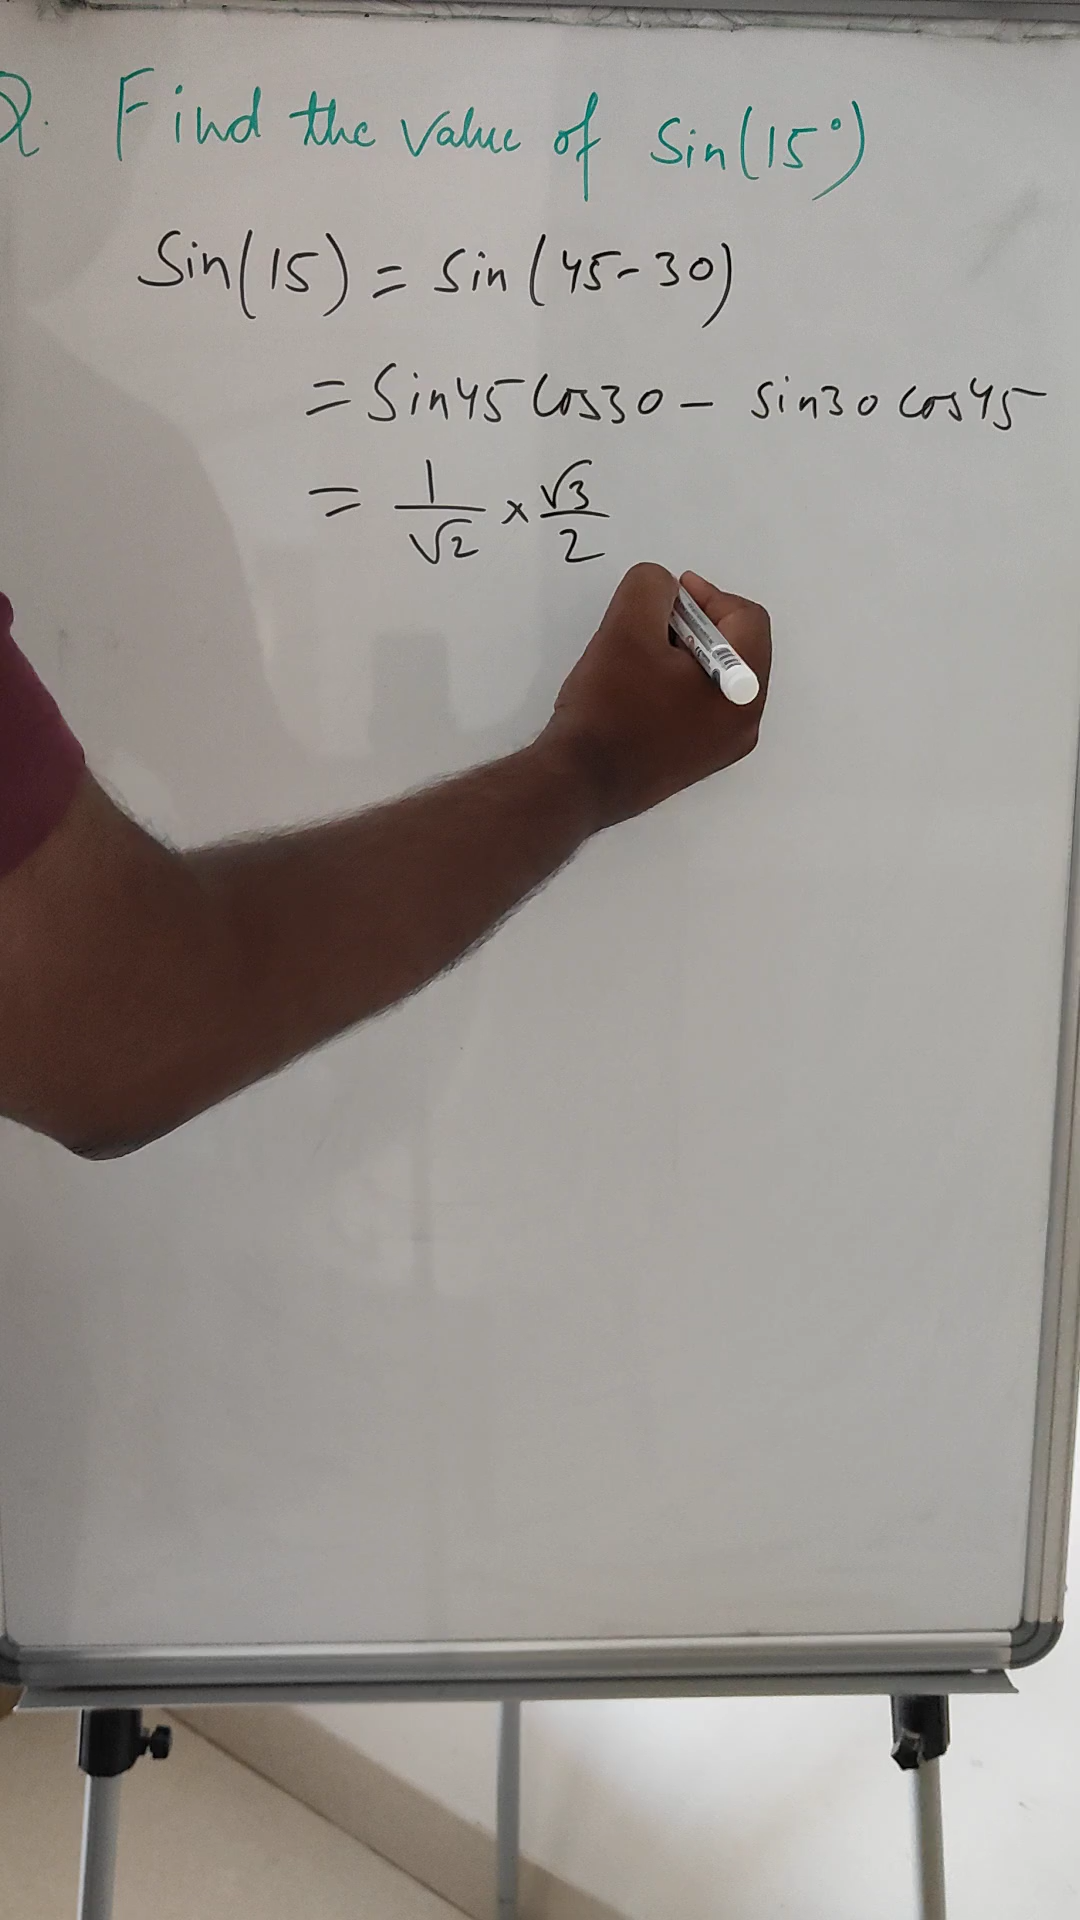 Q. Find the value of Sin(15°)
Sin(15) = Sin(45-30)
= Sin45 Cos30 - Sin30 Cos45
= 1/√2 × √3/2